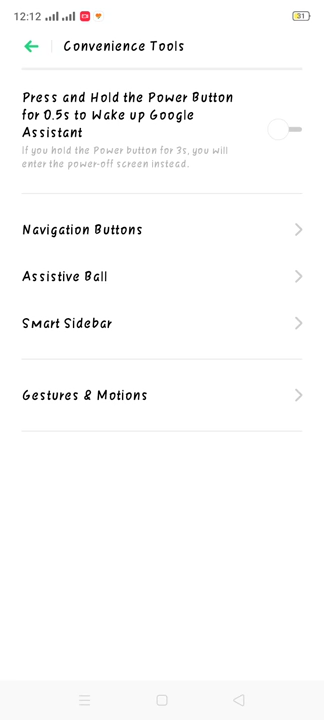 12:12
31
Convenience Tools
Press and Hold the Power Button
for 0.5s to Wake up Google
Assistant
If you hold the Power button for 3s, you will
enter the power-off screen instead.
Navigation Buttons
Assistive Ball
Smart Sidebar
Gestures & Motions